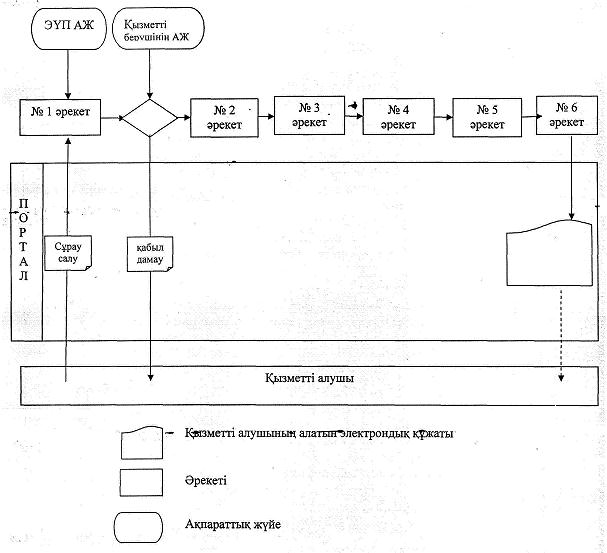 ЭҮП АЖ
Қызметті
берушінің АЖ
№ 1 әрекет
№ 2
әрекет
№ 3
әрекет
№ 4
әрекет
№ 5
әрекет
№ 6
әрекет
ПОРТАЛ
Сұрау
салу
қабыл
дамау
Қызметті алушы
Қызметті алушының алатын электрондық құжаты
Әрекеті
Ақпараттық жүйе